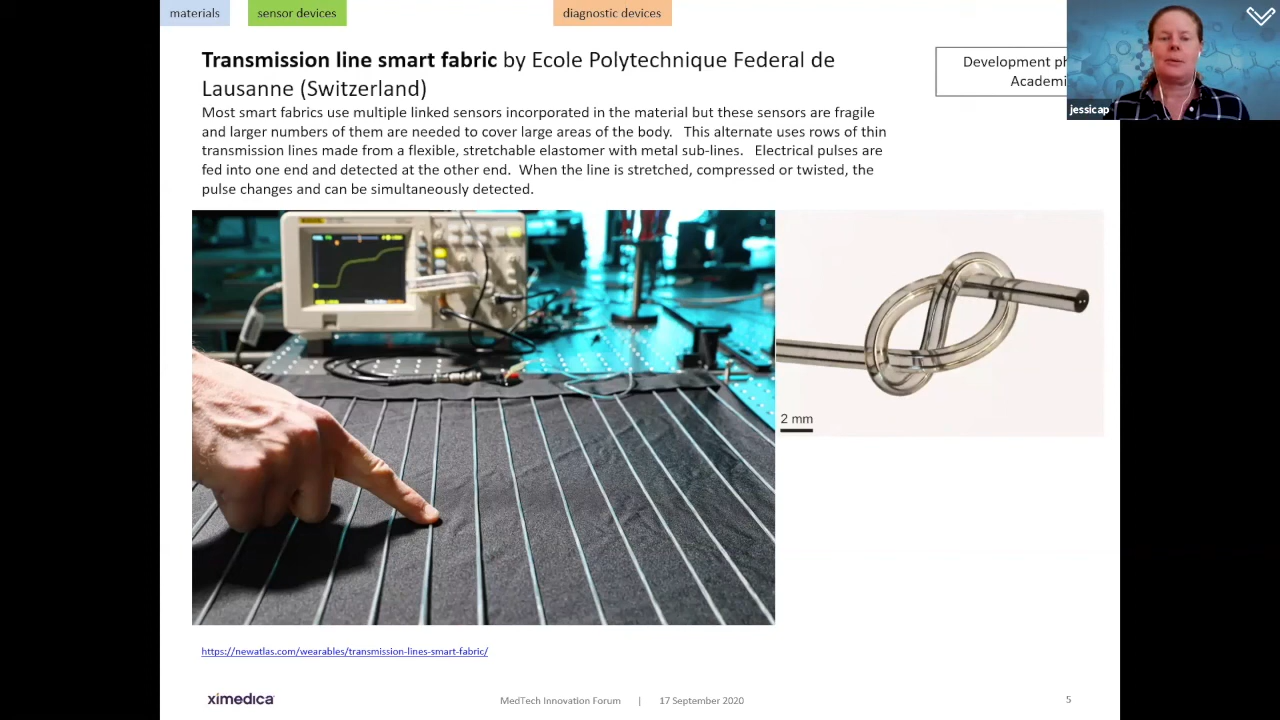 materials
sensor devices
diagnostic devices
Transmission line smart fabric by Ecole Polytechnique Federal de
Lausanne (Switzerland)
Development ph
Academi
jessicap
Most smart fabrics use multiple linked sensors incorporated in the material but these sensors are fragile
and larger numbers of them are needed to cover large areas of the body. This alternate uses rows of thin
transmission lines made from a flexible, stretchable elastomer with metal sub-lines. Electrical pulses are
fed into one end and detected at the other end. When the line is stretched, compressed or twisted, the
pulse changes and can be simultaneously detected.
2 mm
https://newatlas.com/wearables/transmission-lines-smart-fabric/
ximedica
MedTech Innovation Forum | 17 September 2020
5